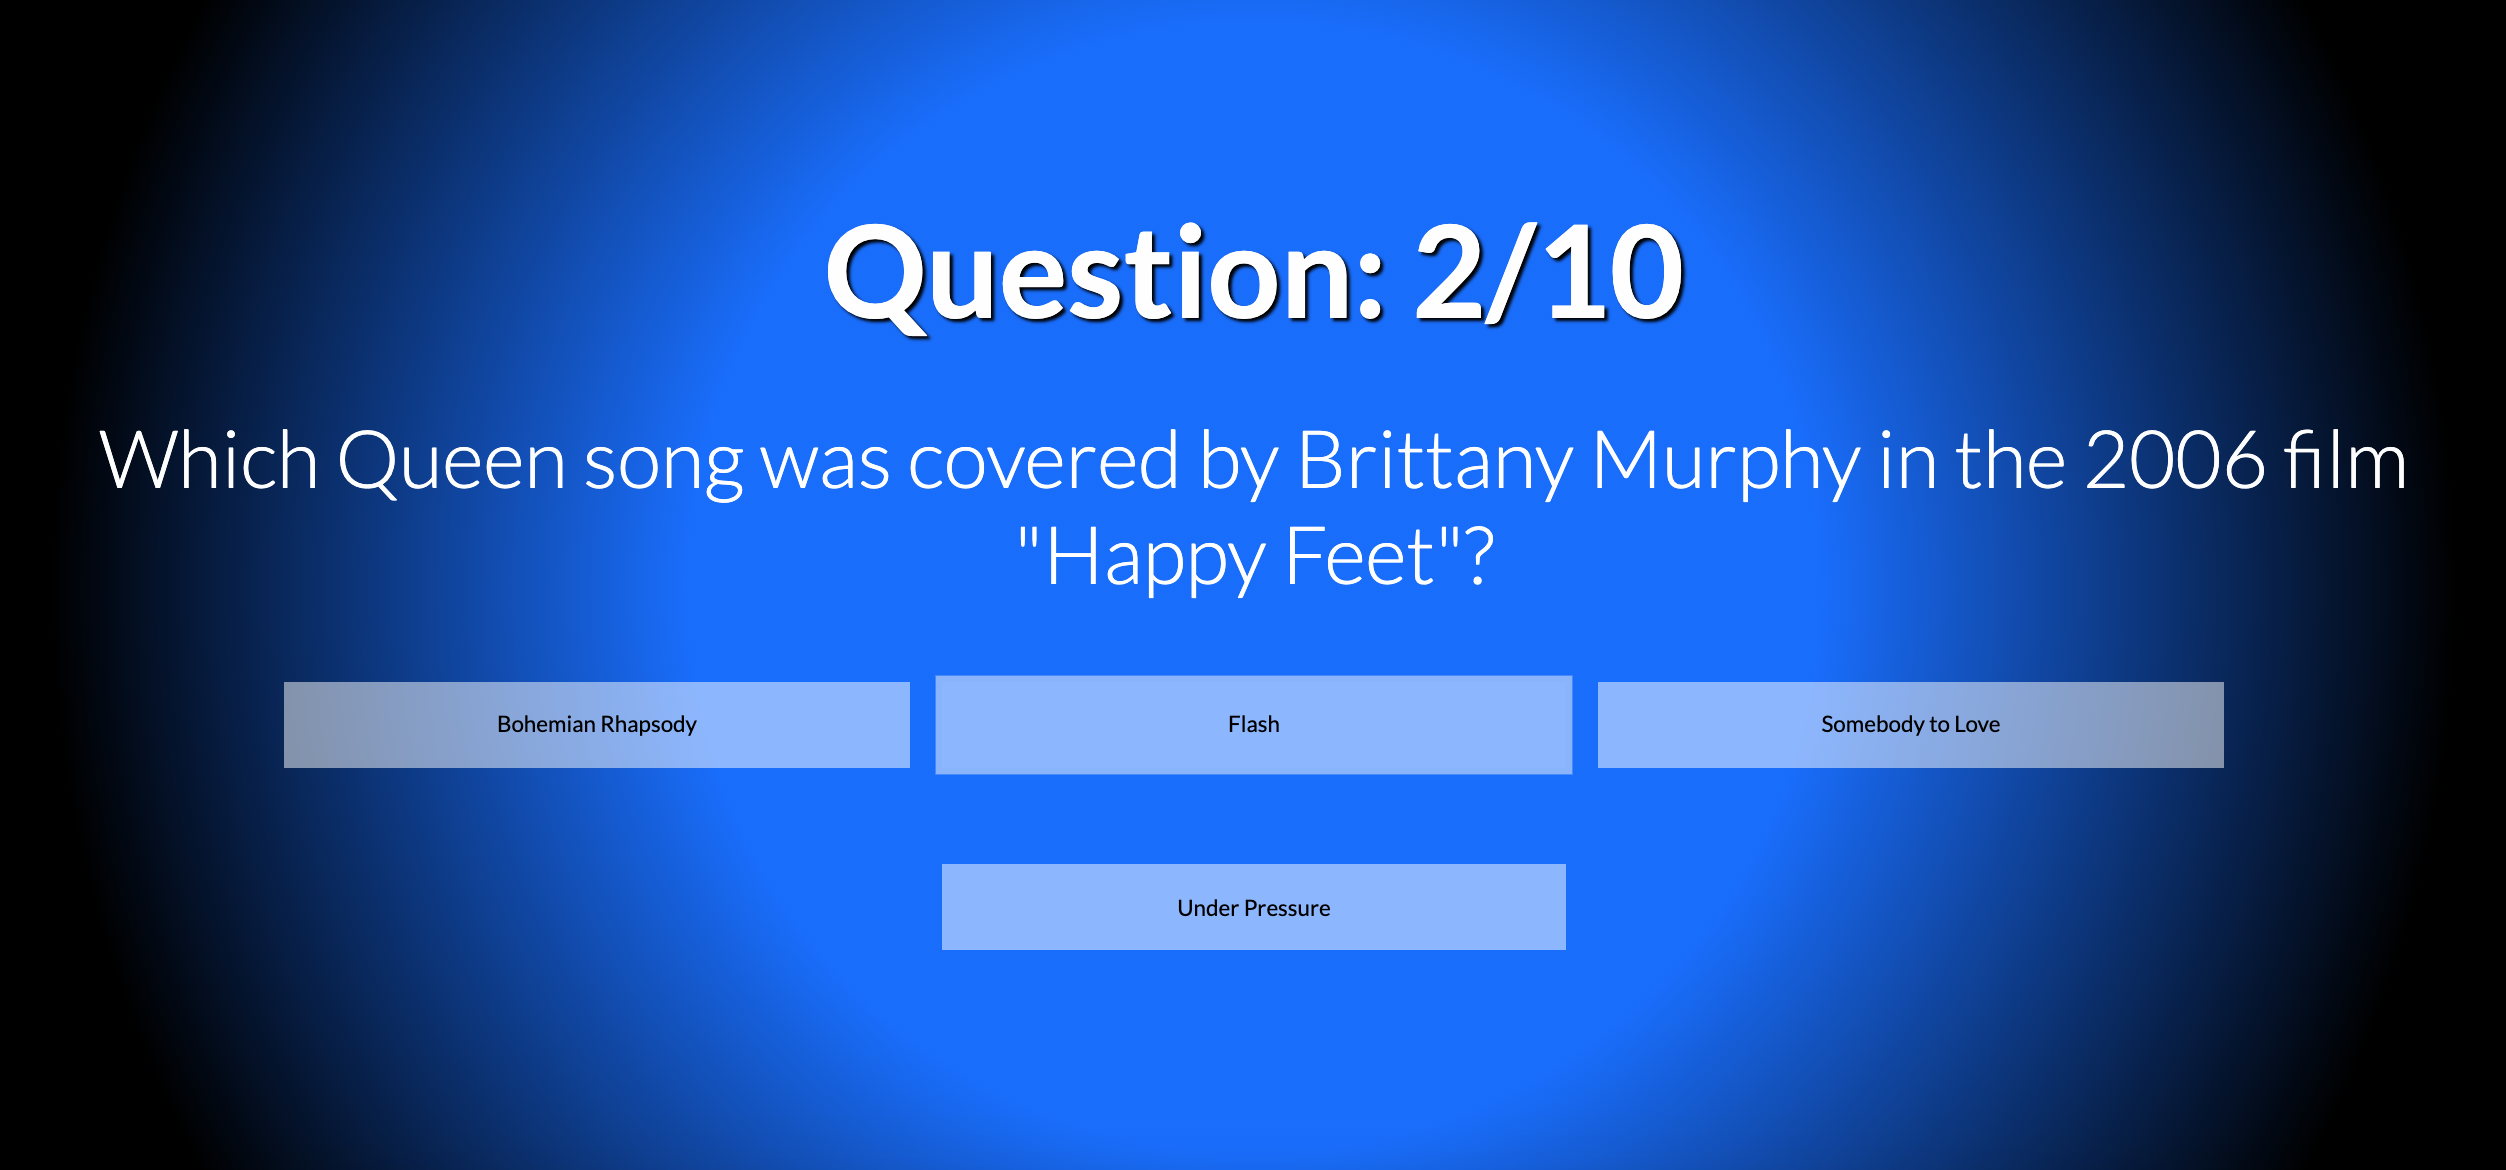 Question: 2/10
Which Queen song was covered by Brittany Murphy in the 2006 film
"Happy Feet"?
Bohemian Rhapsody
Flash
Somebody to Love
Under Pressure